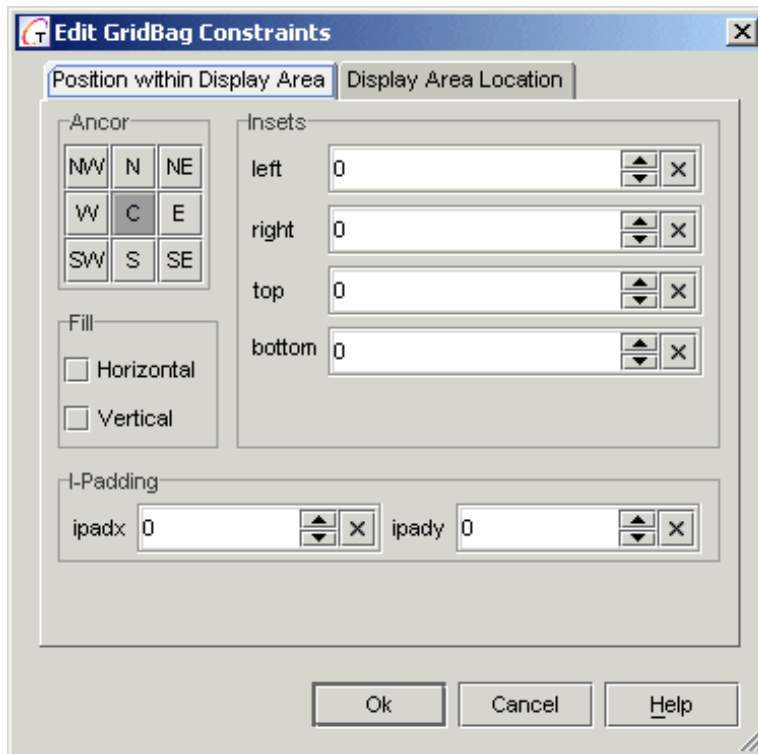 Edit GridBag Constraints
Position within Display Area Display Area Location
Ancor
NW N NE
W C E
SW S SE
Fill
Horizontal
Vertical
Insets
left 0
right 0
top 0
bottom 0
I-Padding
ipadx 0 ipady 0
Ok Cancel Help